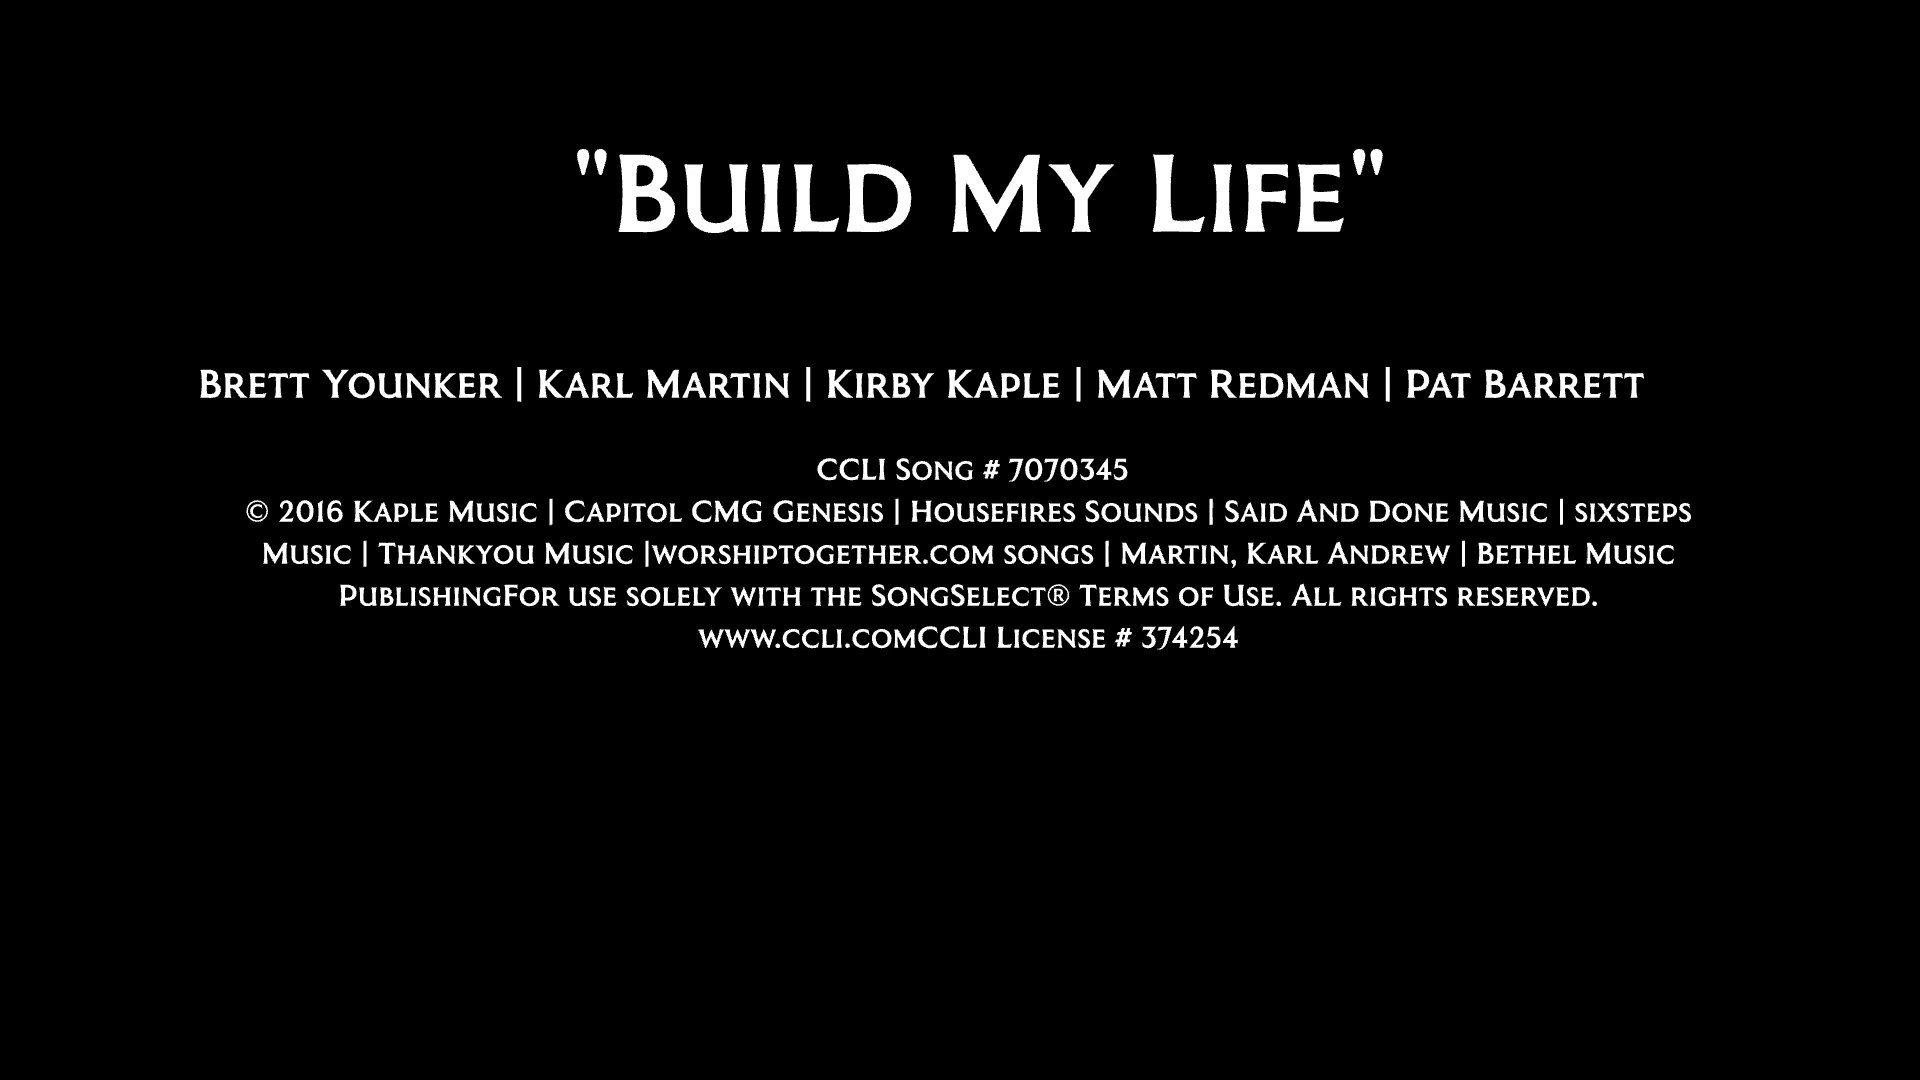 "Build My Life"
Brett Younker | Karl Martin | Kirby Kaple | Matt Redman | Pat Barrett
CCLI Song # 7070345
© 2016 Kaple Music | Capitol CMG Genesis | Housefires Sounds | Said And Done Music | sixsteps
Music | Thankyou Music |worshiptogether.com songs | Martin, Karl Andrew | Bethel Music
PublishingFor use solely with the SongSelect® Terms of Use. All rights reserved.
www.ccli.comCCLI License # 374254